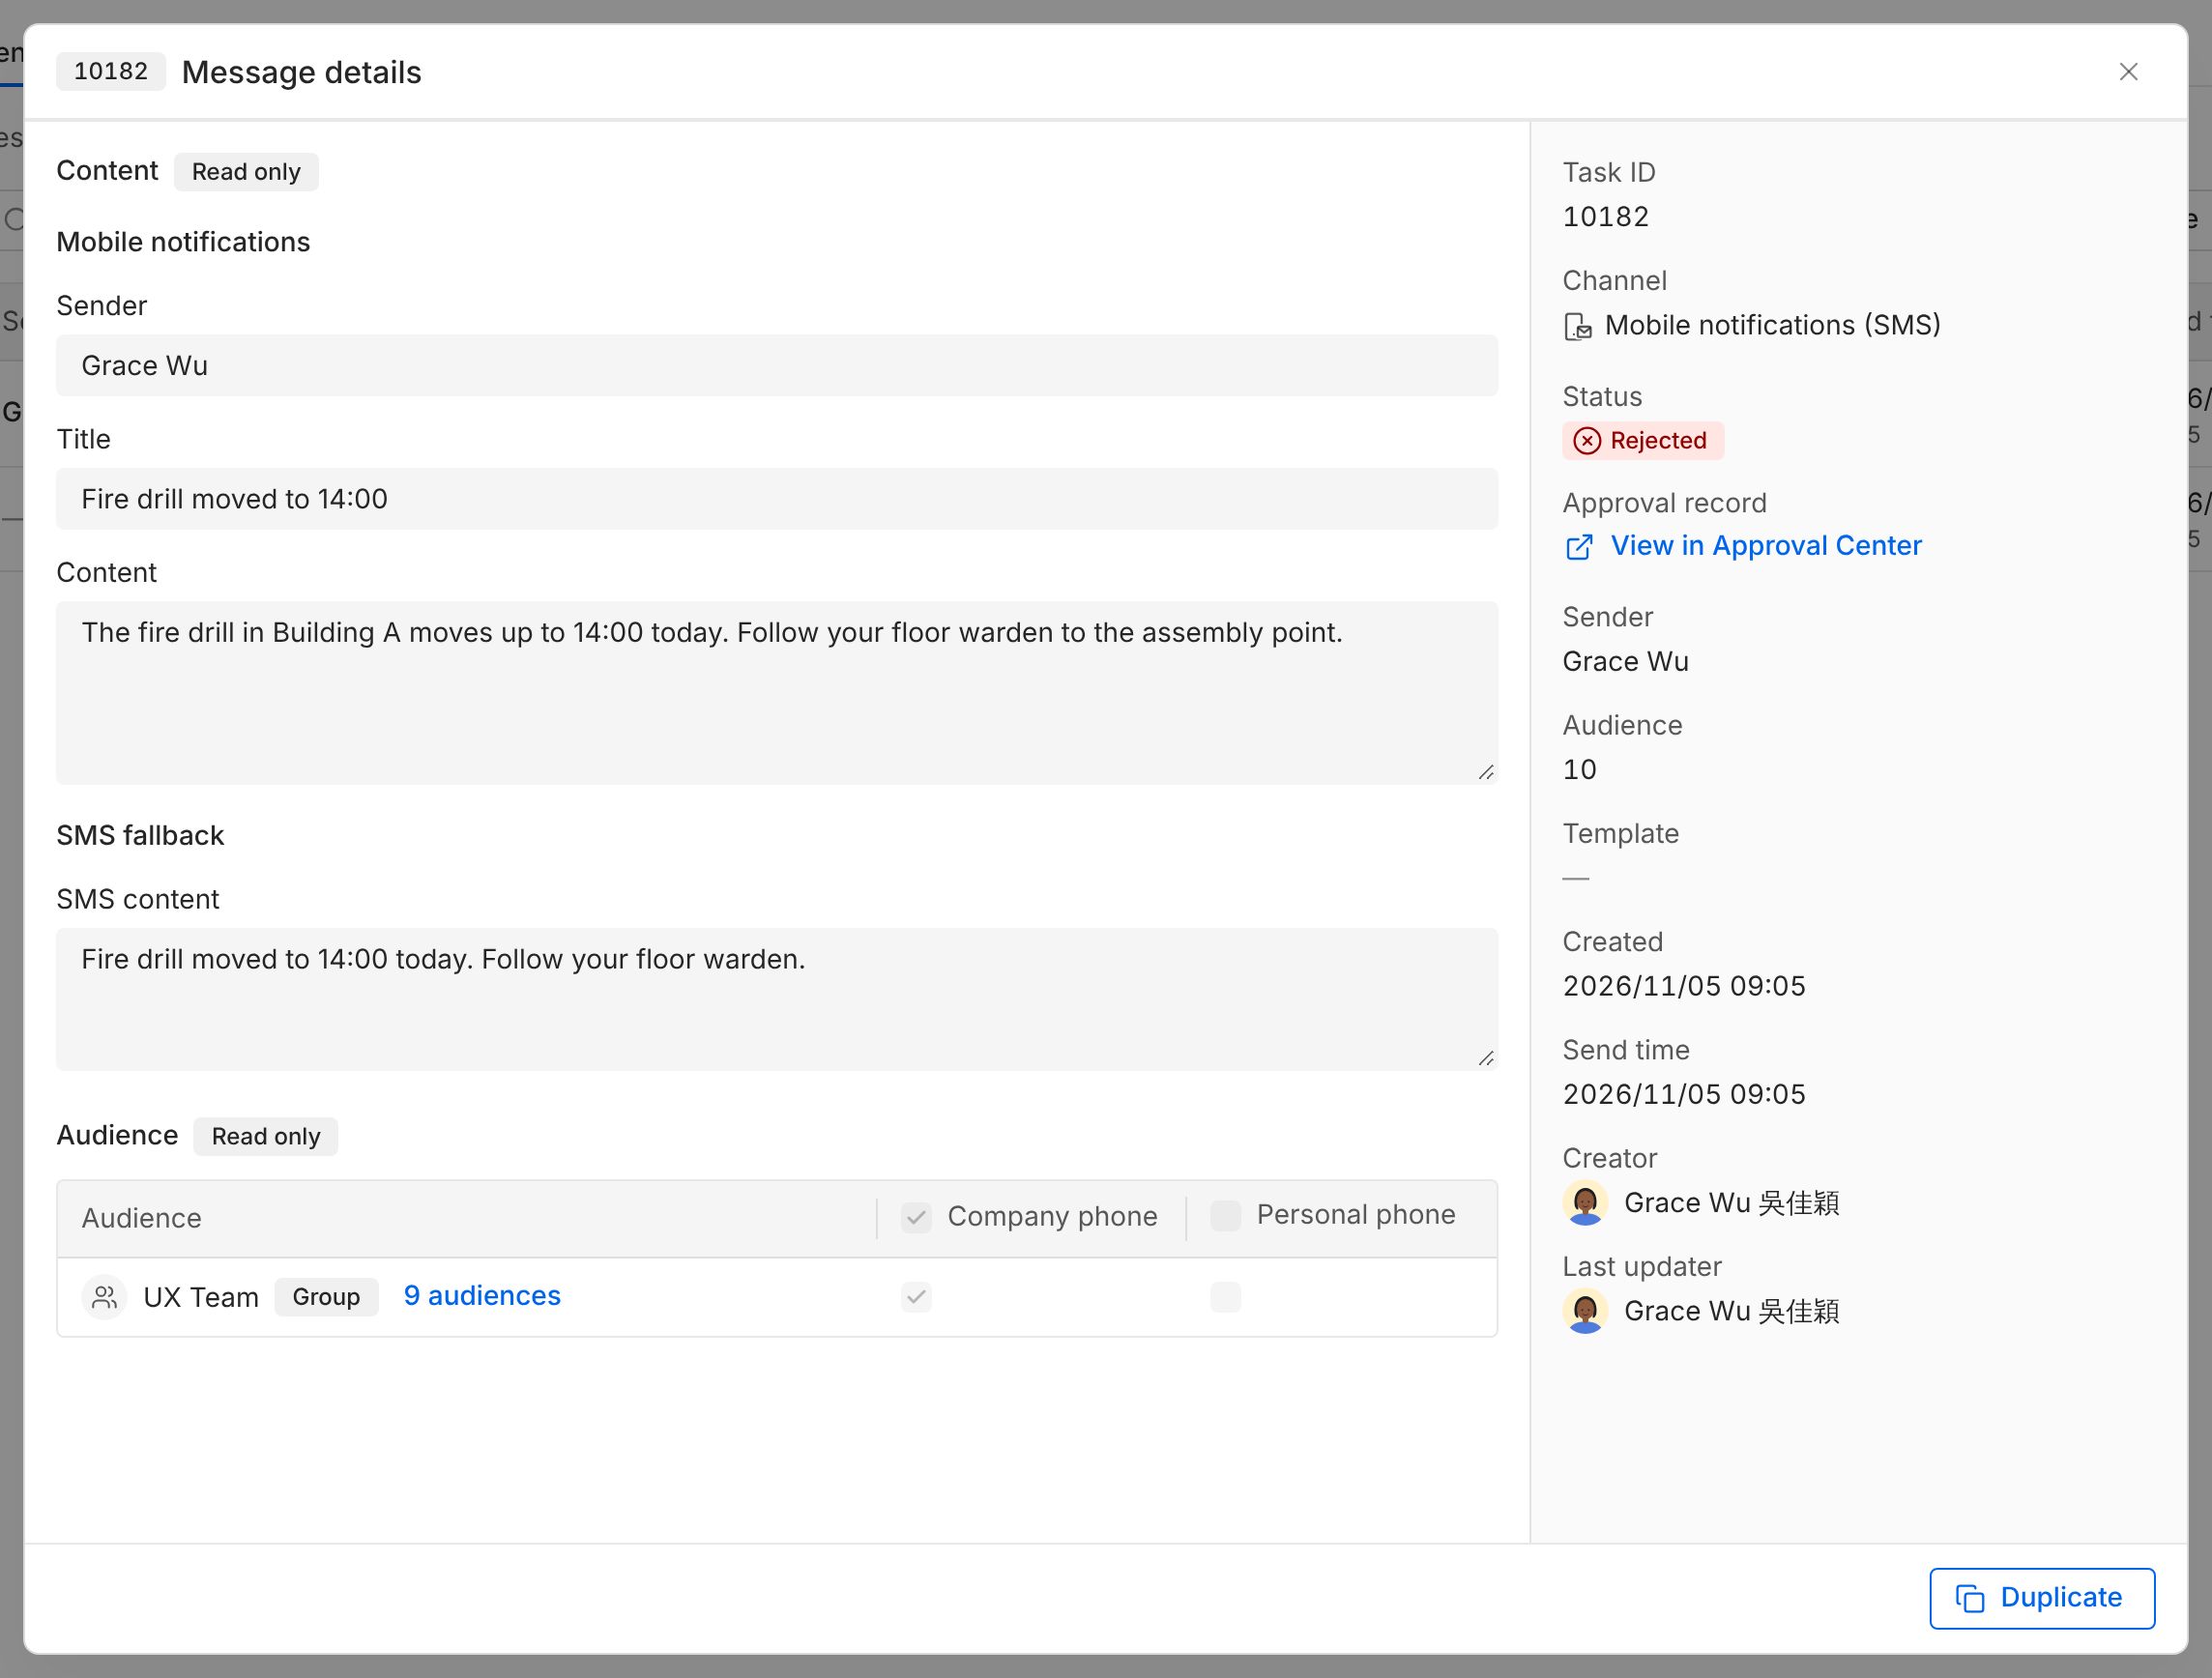 10182 Message details
Content Read only
Mobile notifications
Sender
Grace Wu
Title
Fire drill moved to 14:00
Content
The fire drill in Building A moves up to 14:00 today. Follow your floor warden to the assembly point.
SMS fallback
SMS content
Fire drill moved to 14:00 today. Follow your floor warden.
Audience Read only
Audience Company phone Personal phone
UX Team Group 9 audiences
Task ID
10182
Channel
Mobile notifications (SMS)
Status
Rejected
Approval record
View in Approval Center
Sender
Grace Wu
Audience
10
Template
—
Created
2026/11/05 09:05
Send time
2026/11/05 09:05
Creator
Grace Wu 吳佳穎
Last updater
Grace Wu 吳佳穎
Duplicate